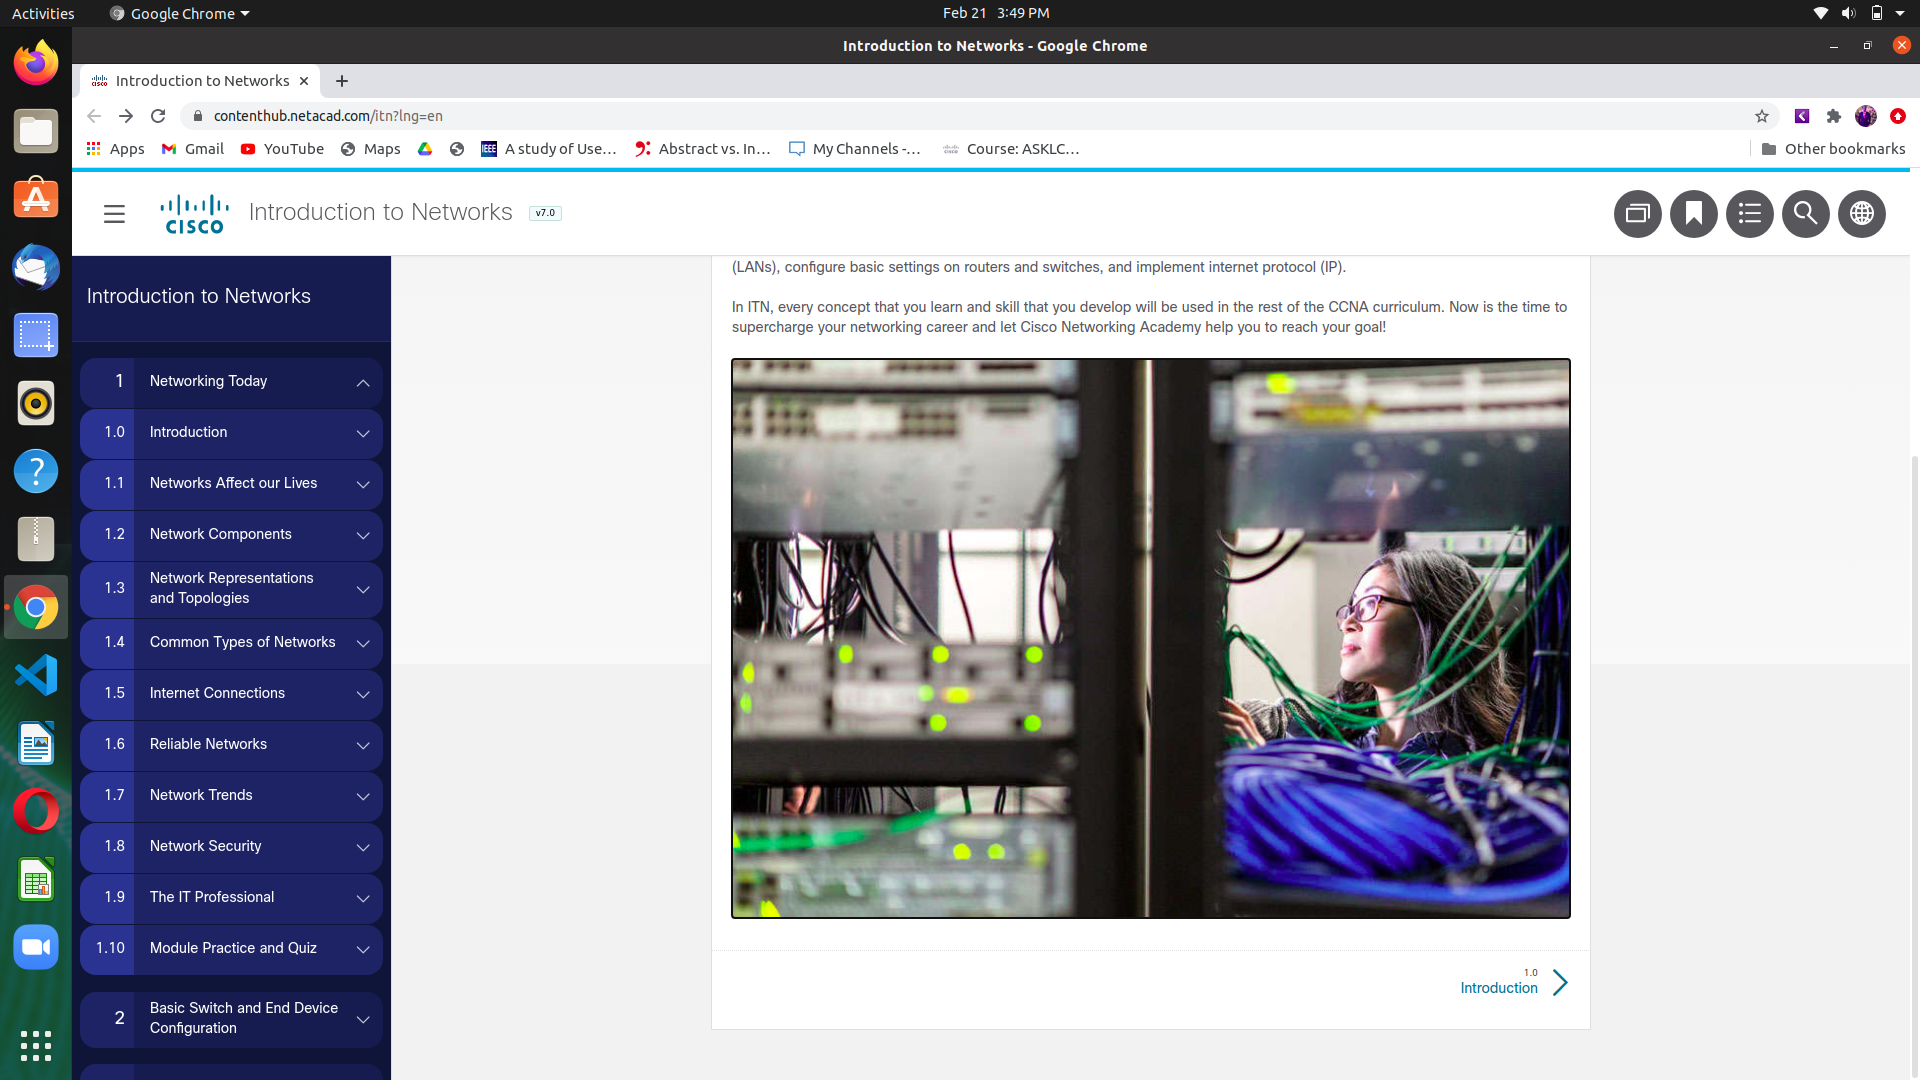 Activities
Google Chrome
Feb 21 3:49 PM
Introduction to Networks - Google Chrome
Introduction to Networks
contenthub.netacad.com/itn?lng=en
Apps
Gmail
YouTube
Maps
A study of Use...
Abstract vs. In...
My Channels -...
Course: ASKLC...
Other bookmarks
CISCO
Introduction to Networks
v7.0
Introduction to Networks
1 Networking Today
1.0 Introduction
1.1 Networks Affect our Lives
1.2 Network Components
1.3 Network Representations
and Topologies
1.4 Common Types of Networks
1.5 Internet Connections
1.6 Reliable Networks
1.7 Network Trends
1.8 Network Security
1.9 The IT Professional
1.10 Module Practice and Quiz
2 Basic Switch and End Device
Configuration
(LANs), configure basic settings on routers and switches, and implement internet protocol (IP).
In ITN, every concept that you learn and skill that you develop will be used in the rest of the CCNA curriculum. Now is the time to
supercharge your networking career and let Cisco Networking Academy help you to reach your goal!
1.0
Introduction